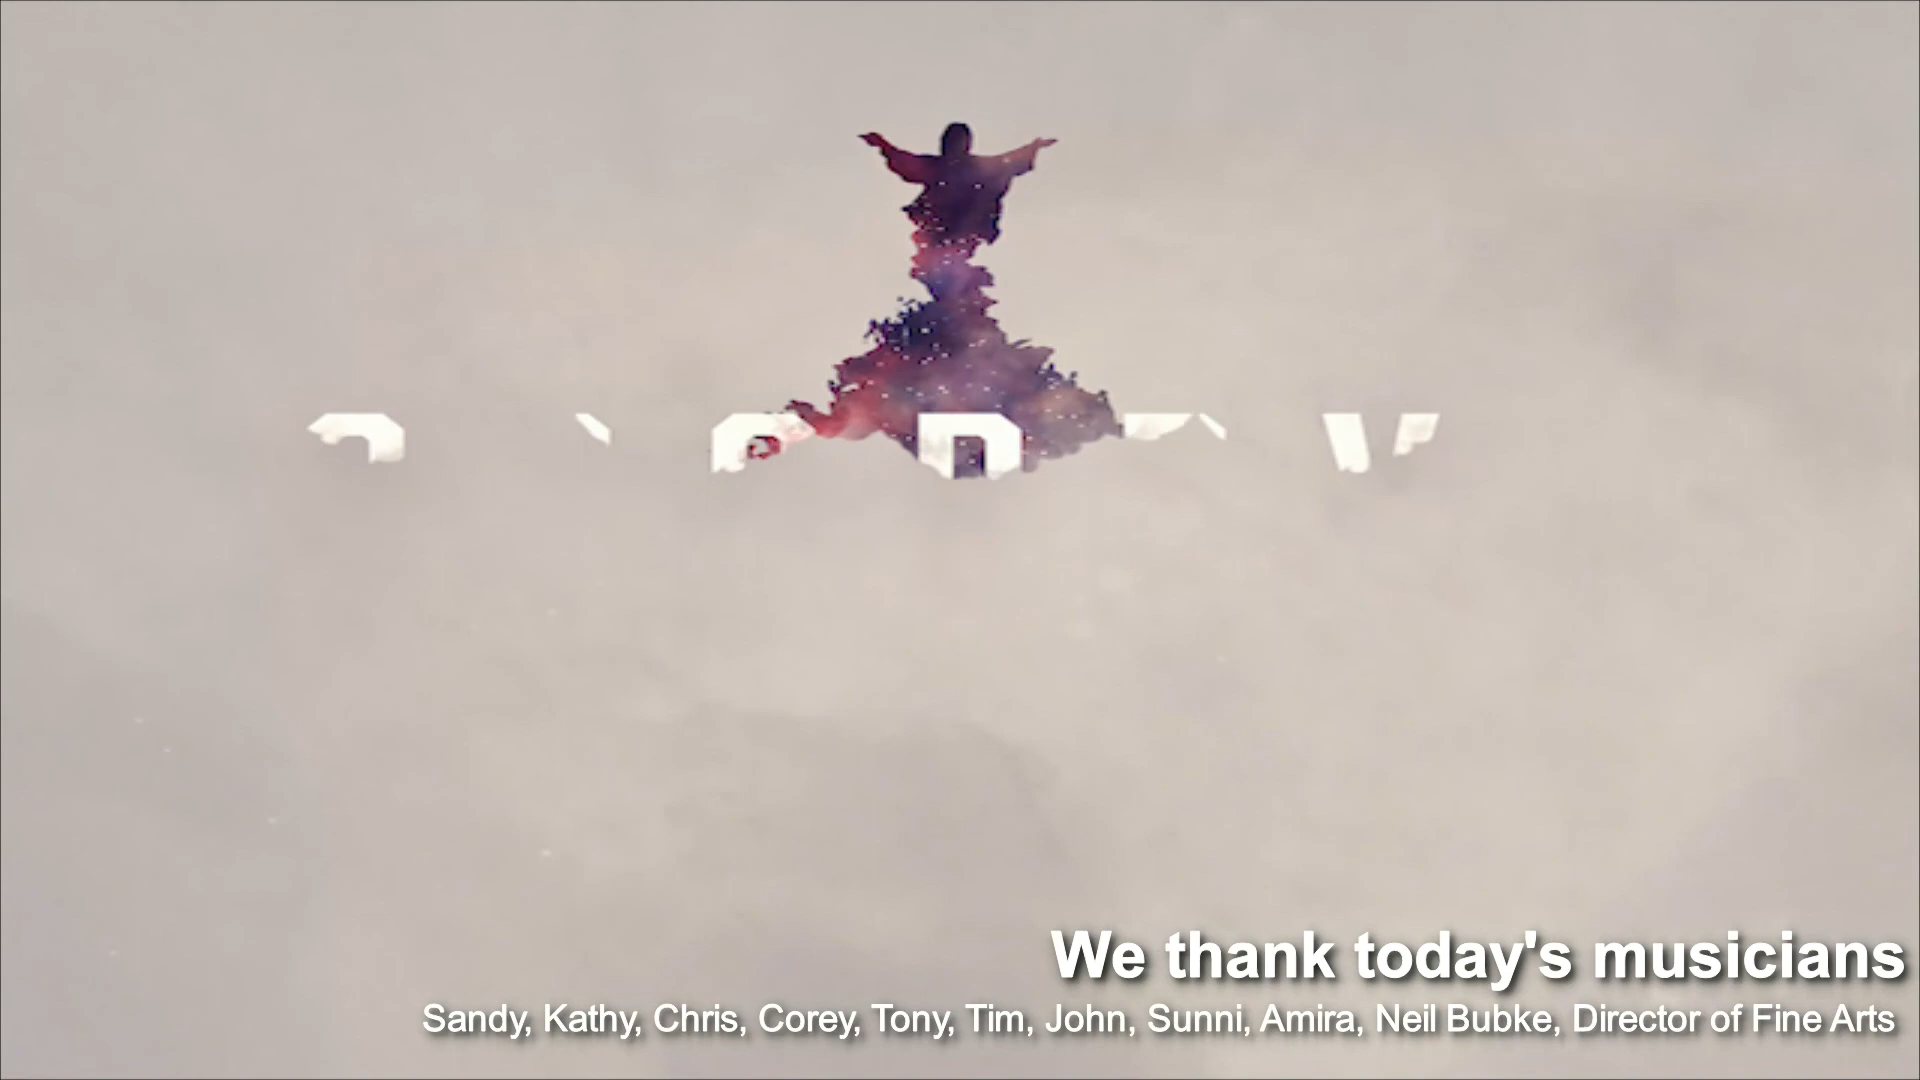 We thank today's musicians
Sandy, Kathy, Chris, Corey, Tony, Tim, John, Sunni, Amira, Neil Bubke, Director of Fine Arts